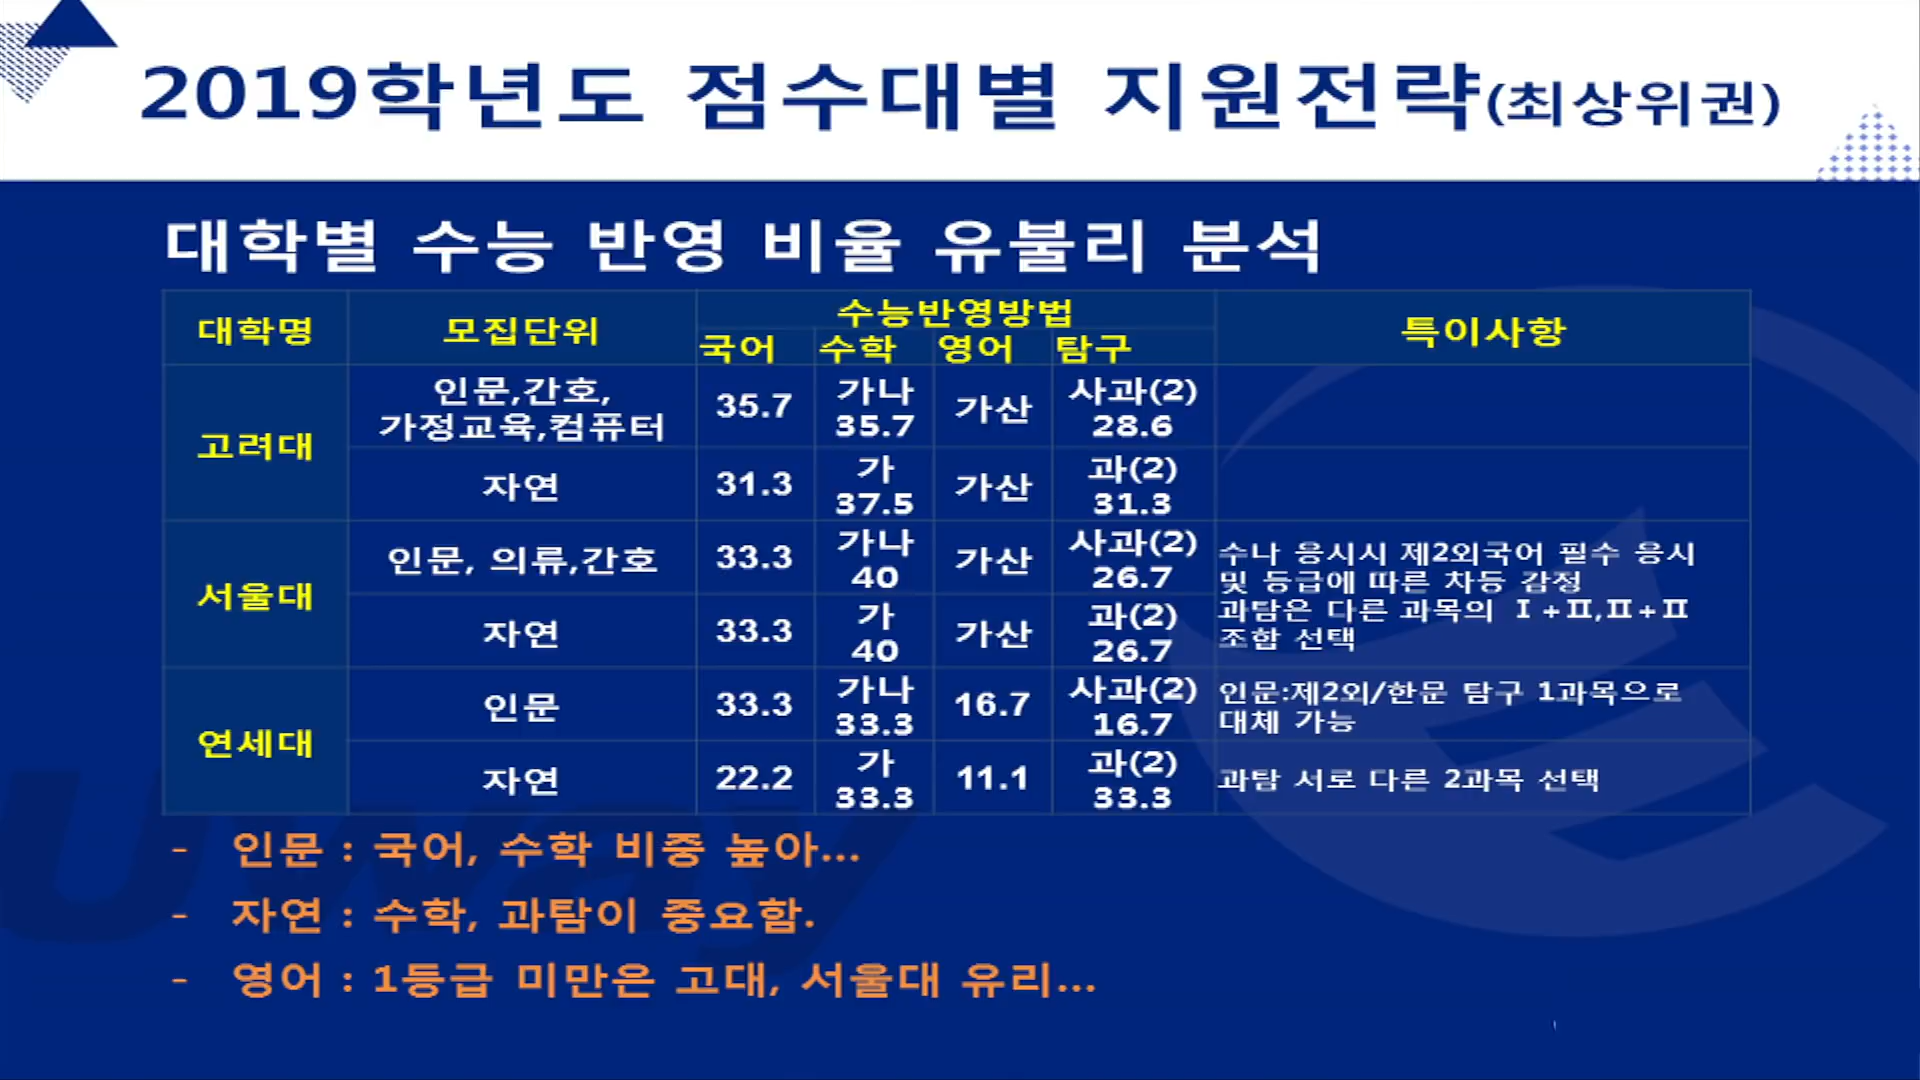 2019학년도 점수대별 지원전략(최상위권)
대학별 수능 반영 비율 유불리 분석
대학명 모집단위 수능반영방법 특이사항
국어 수학 영어 탐구
고려대
인문,간호,
가정교육,컴퓨터
35.7
가나
35.7
가산
사과(2)
28.6
자연
31.3
가
37.5
가산
과(2)
31.3
서울대
인문, 의류,간호
33.3
가나
40
가산
사과(2)
26.7
자연
33.3
가
40
가산
과(2)
26.7
수나 응시시 제2외국어 필수 응시
및 등급에 따른 차등 감정
과탐은 다른 과목의 Ⅰ+Ⅱ,Ⅱ+Ⅱ
조합 선택
연세대
인문
33.3
가나
33.3
16.7
사과(2)
16.7
인문:제2외/한문 탐구 1과목으로
대체 가능
자연
22.2
가
33.3
11.1
과(2)
33.3
과탐 서로 다른 2과목 선택
- 인문 : 국어, 수학 비중 높아...
- 자연 : 수학, 과탐이 중요함.
- 영어 : 1등급 미만은 고대, 서울대 유리...
uway